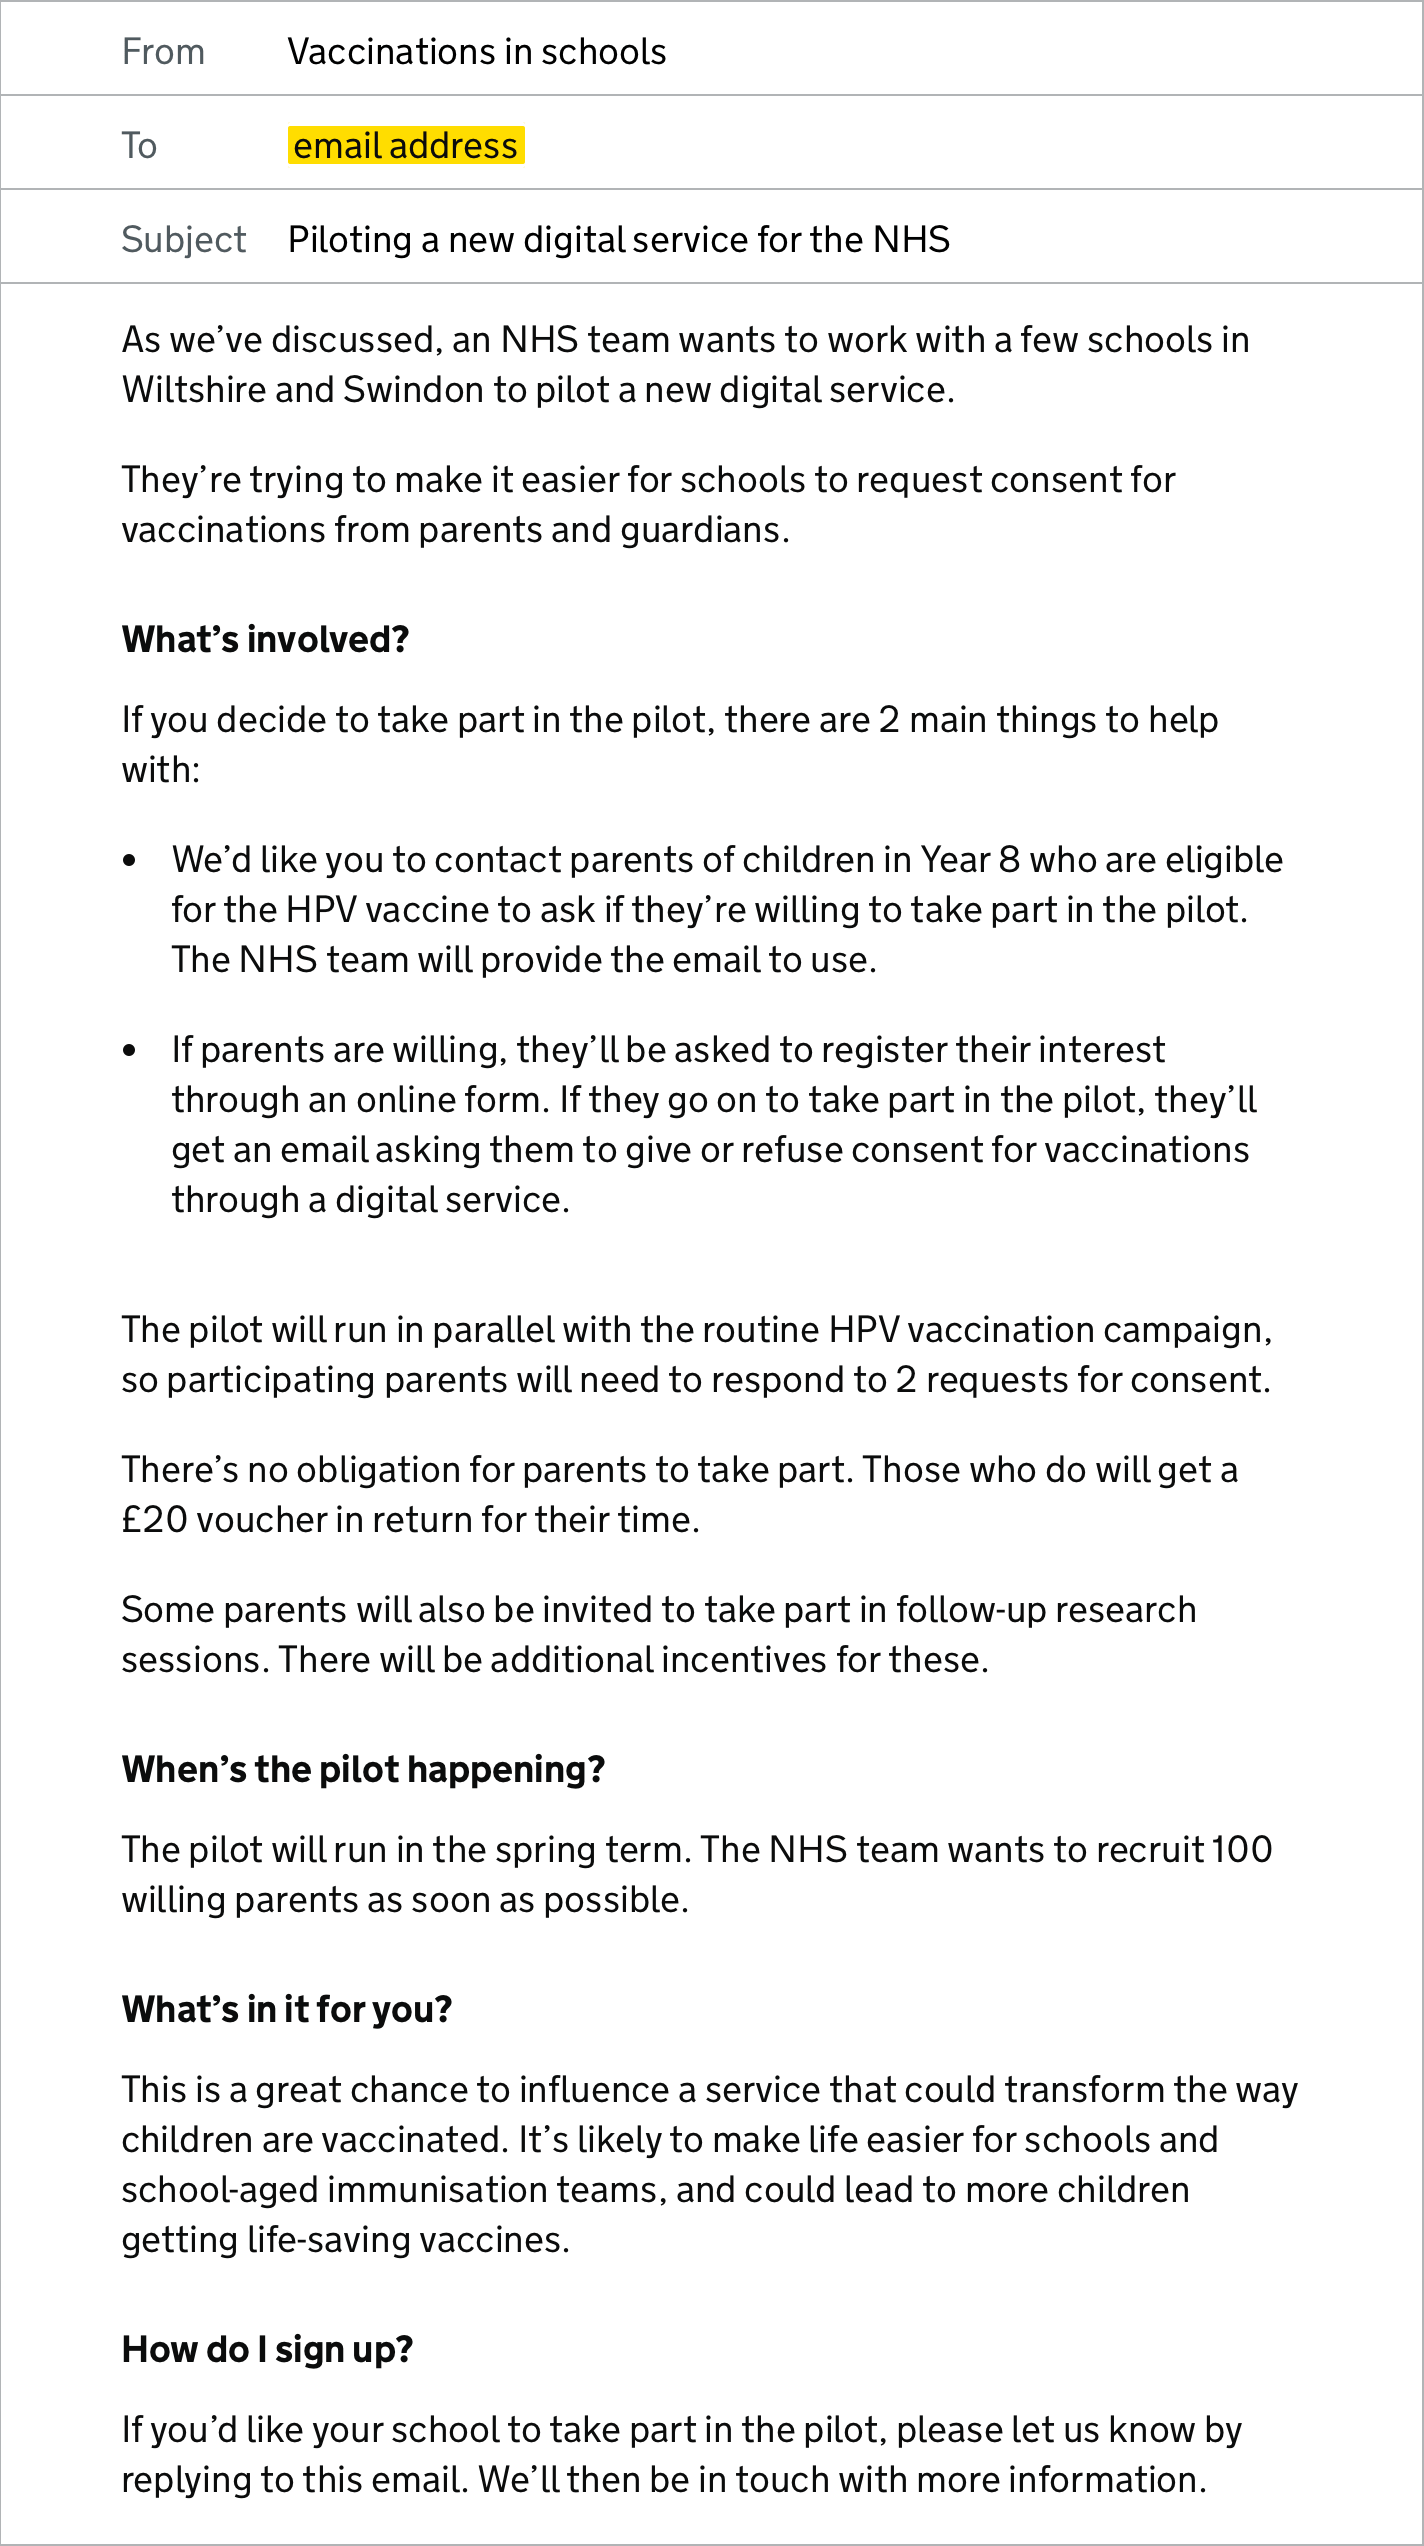 From Vaccinations in schools
To email address
Subject Piloting a new digital service for the NHS
As we’ve discussed, an NHS team wants to work with a few schools in
Wiltshire and Swindon to pilot a new digital service.
They’re trying to make it easier for schools to request consent for
vaccinations from parents and guardians.
What’s involved?
If you decide to take part in the pilot, there are 2 main things to help
with:
• We’d like you to contact parents of children in Year 8 who are eligible
for the HPV vaccine to ask if they’re willing to take part in the pilot.
The NHS team will provide the email to use.
• If parents are willing, they’ll be asked to register their interest
through an online form. If they go on to take part in the pilot, they’ll
get an email asking them to give or refuse consent for vaccinations
through a digital service.
The pilot will run in parallel with the routine HPV vaccination campaign,
so participating parents will need to respond to 2 requests for consent.
There’s no obligation for parents to take part. Those who do will get a
£20 voucher in return for their time.
Some parents will also be invited to take part in follow-up research
sessions. There will be additional incentives for these.
When’s the pilot happening?
The pilot will run in the spring term. The NHS team wants to recruit 100
willing parents as soon as possible.
What’s in it for you?
This is a great chance to influence a service that could transform the way
children are vaccinated. It’s likely to make life easier for schools and
school-aged immunisation teams, and could lead to more children
getting life-saving vaccines.
How do I sign up?
If you’d like your school to take part in the pilot, please let us know by
replying to this email. We’ll then be in touch with more information.